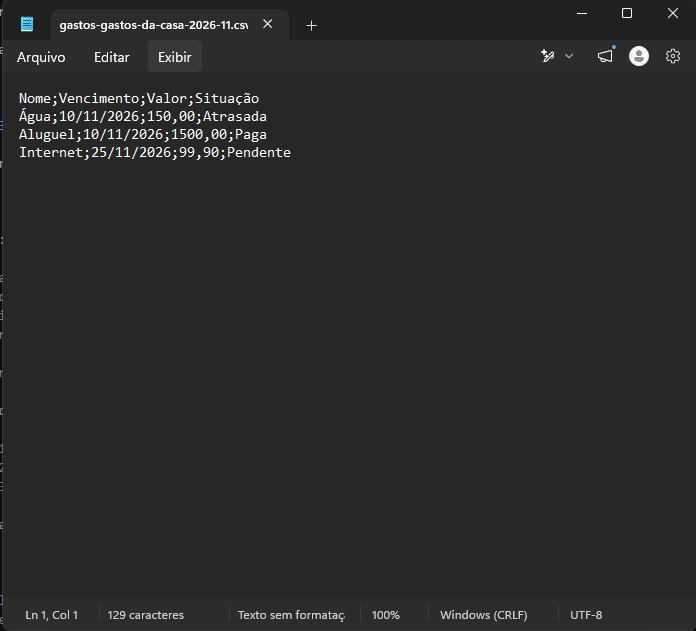 gastos-gastos-da-casa-2026-11.csv
Arquivo
Editar
Exibir
Nome;Vencimento;Valor;Situação
Água;10/11/2026;150,00;Atrasada
Aluguel;10/11/2026;1500,00;Paga
Internet;25/11/2026;99,90;Pendente
Ln 1, Col 1
129 caracteres
Texto sem formataç
100%
Windows (CRLF)
UTF-8